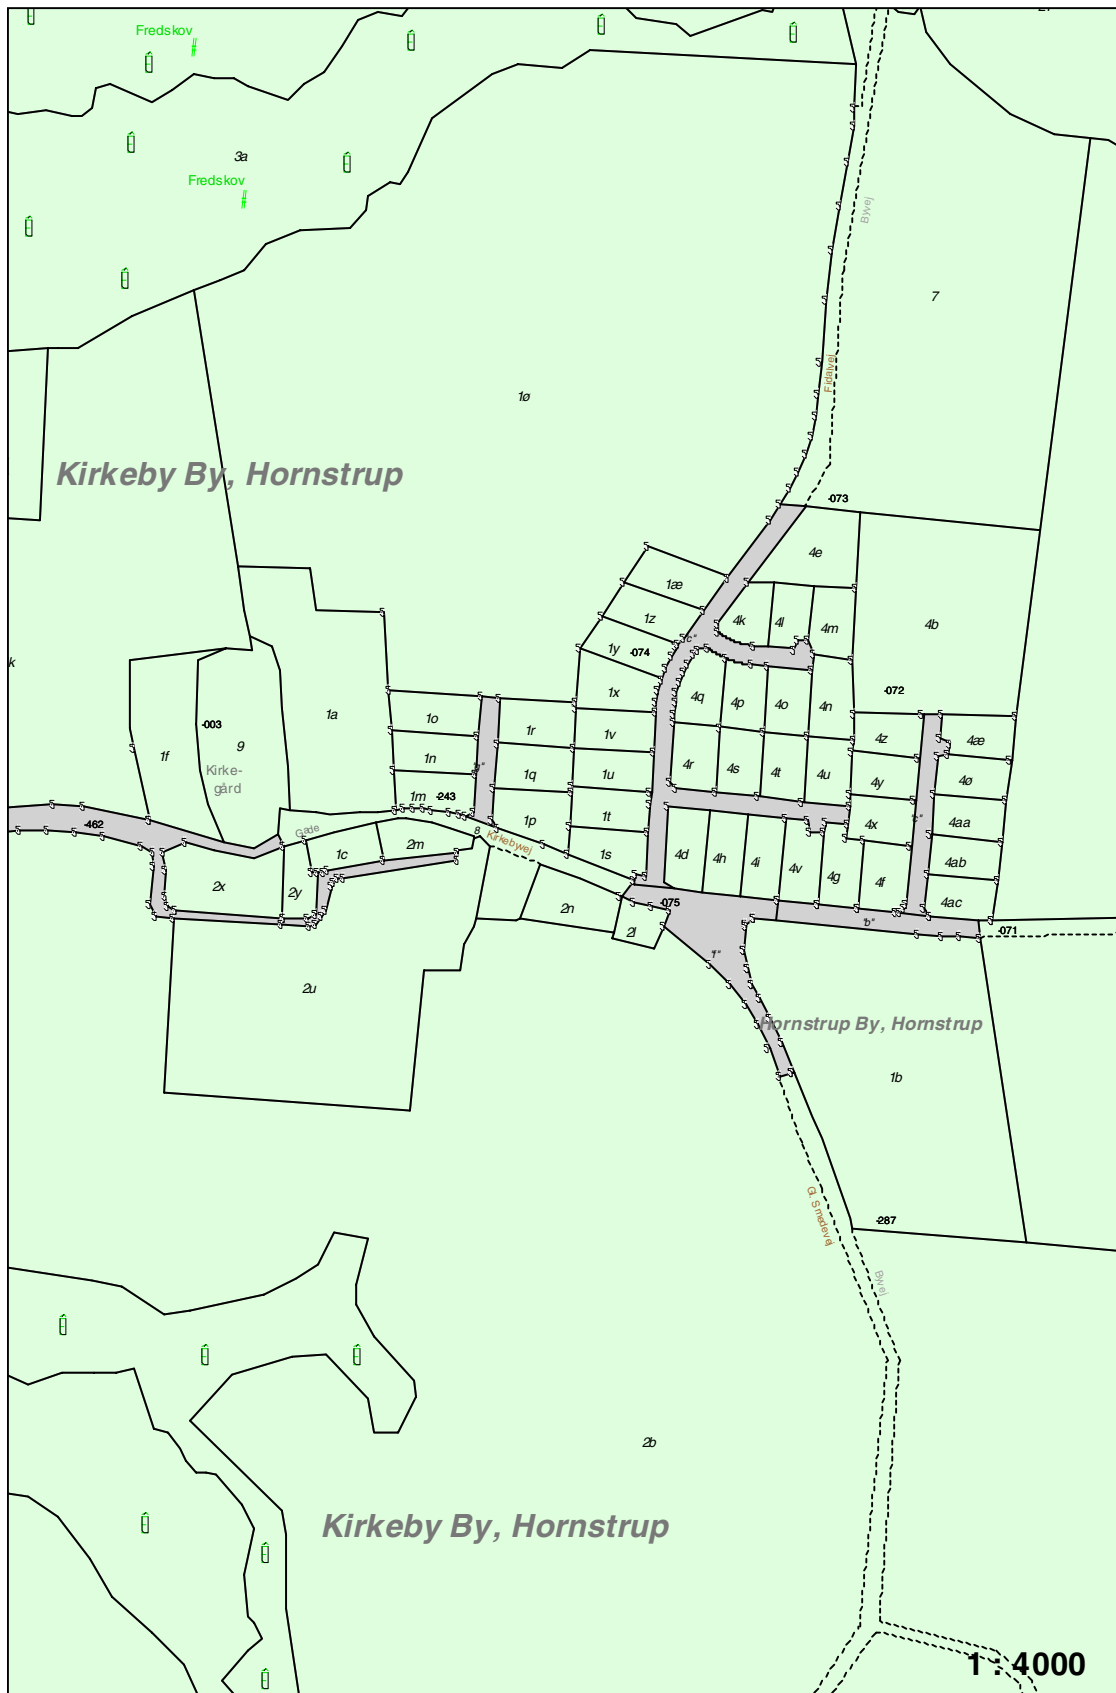 Fredskov
3a
Fredskov
Byvej
7
1ø
Fidalvej
Kirkeby By, Hornstrup
-073
4e
1æ
4k
4l
4m
4b
1z
"c"
1y
-074
k
1x
4q
4p
4o
4n
-072
1a
1o
-003
9
1f
1r
1v
4z
4æ
1n
"g"
4r
4s
4t
4u
4y
4ø
Kirke-
gård
1q
1u
1m
-243
1t
4x
4aa
-462
Gade
8
Kirkebyvej
1p
1c
2m
1s
4d
4h
4i
4v
4g
4f
4ab
2x
2y
4ac
-075
2n
2l
"b"
-071
"f"
2u
Hornstrup By, Hornstrup
1b
Gl. Smedevej
-287
Byvej
2b
Kirkeby By, Hornstrup
1 : 4000